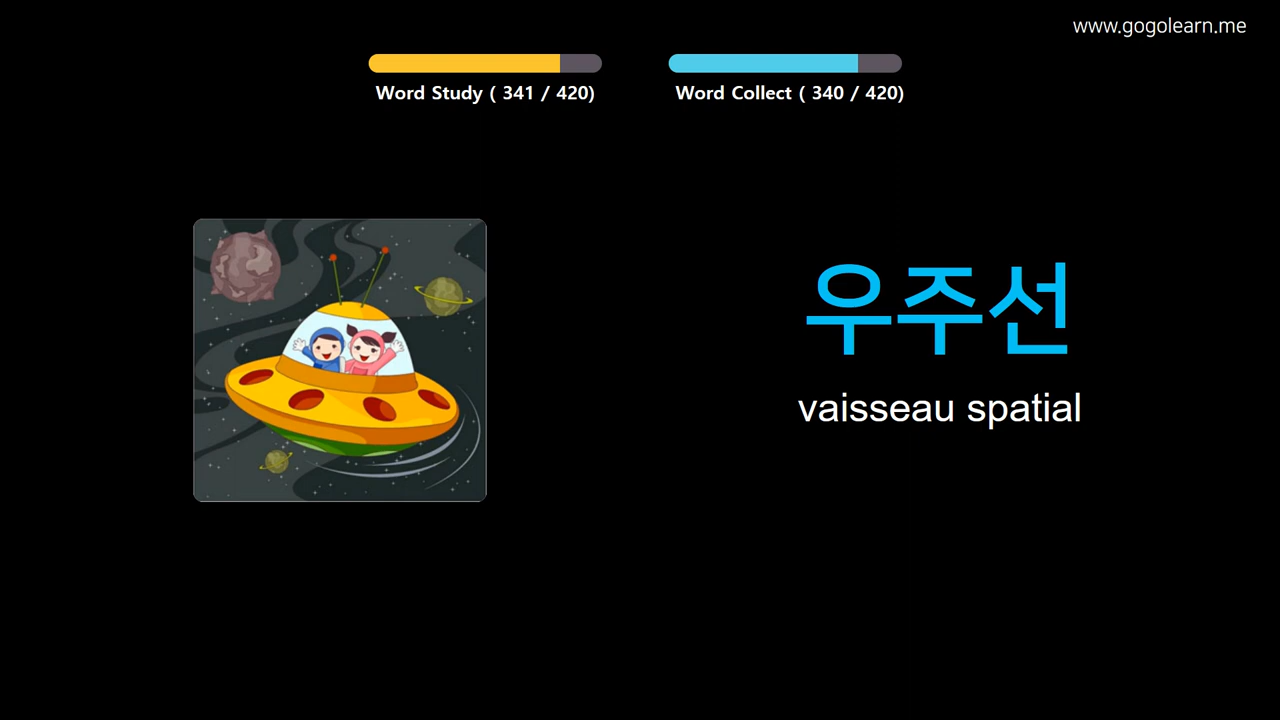 www.gogolearn.me
Word Study ( 341 / 420)
Word Collect ( 340 / 420)
우주선
vaisseau spatial